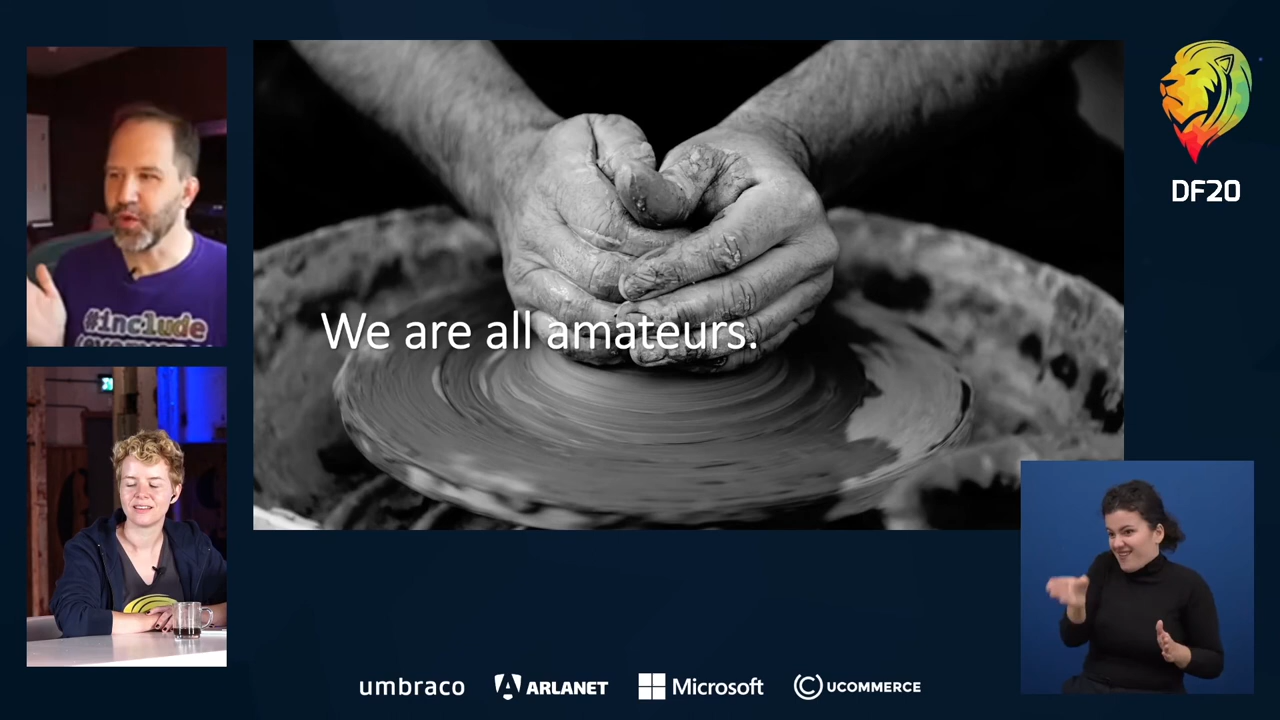 #include
We are all amateurs.
DF20
umbraco
ARLANET
Microsoft
UCOMMERCE